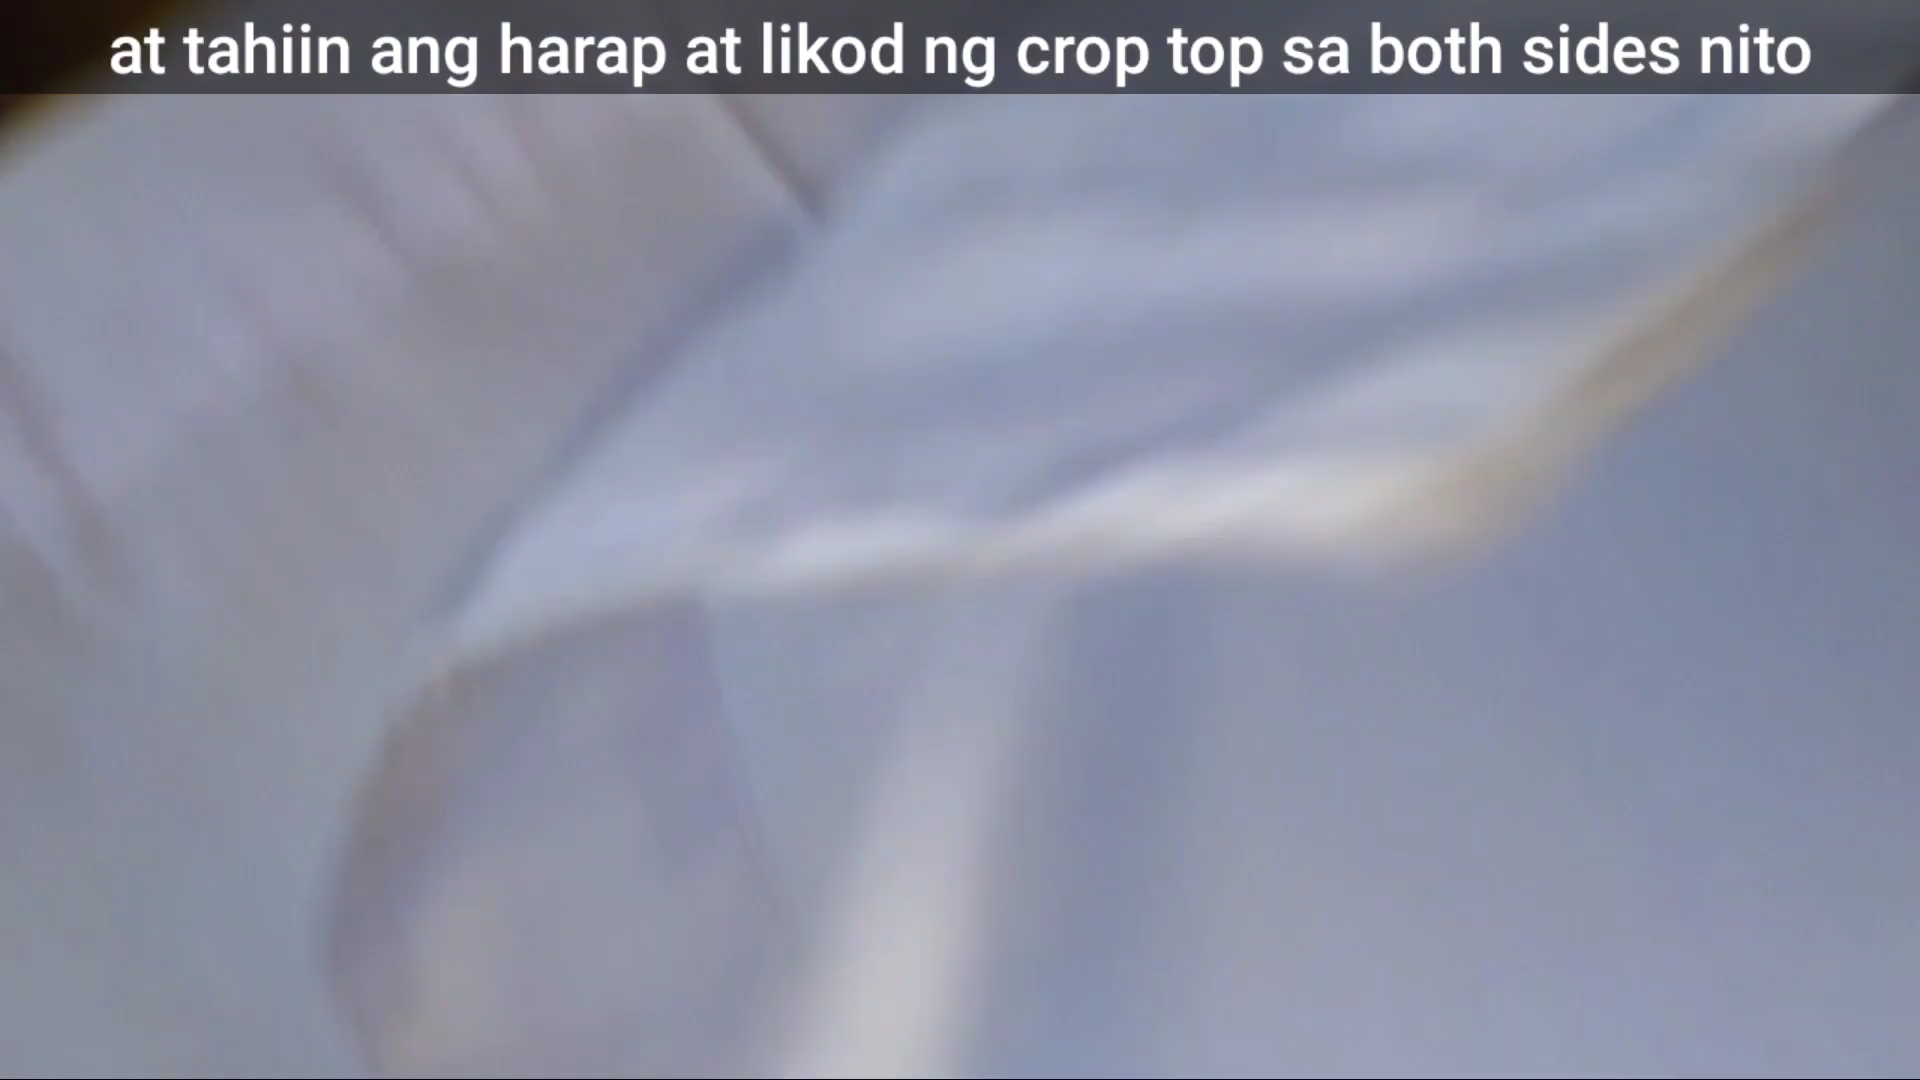 at tahiin ang harap at likod ng crop top sa both sides nito